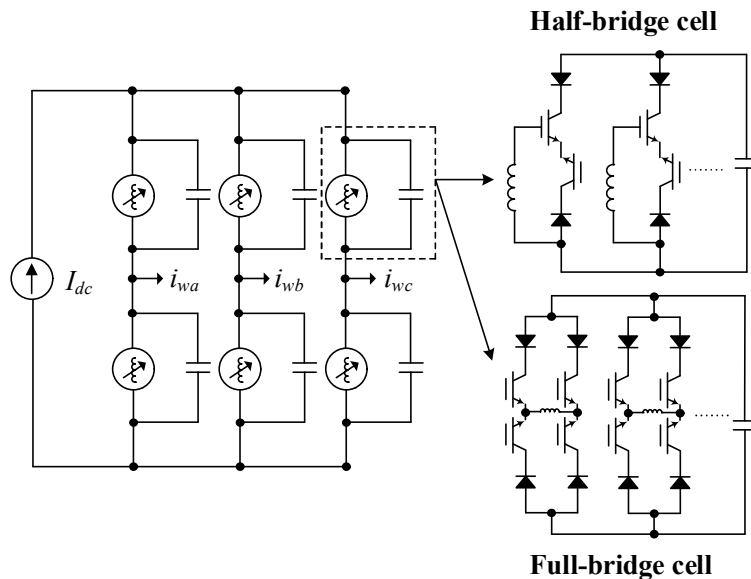 Half-bridge cell
I_dc
i_wa
i_wb
i_wc
Full-bridge cell